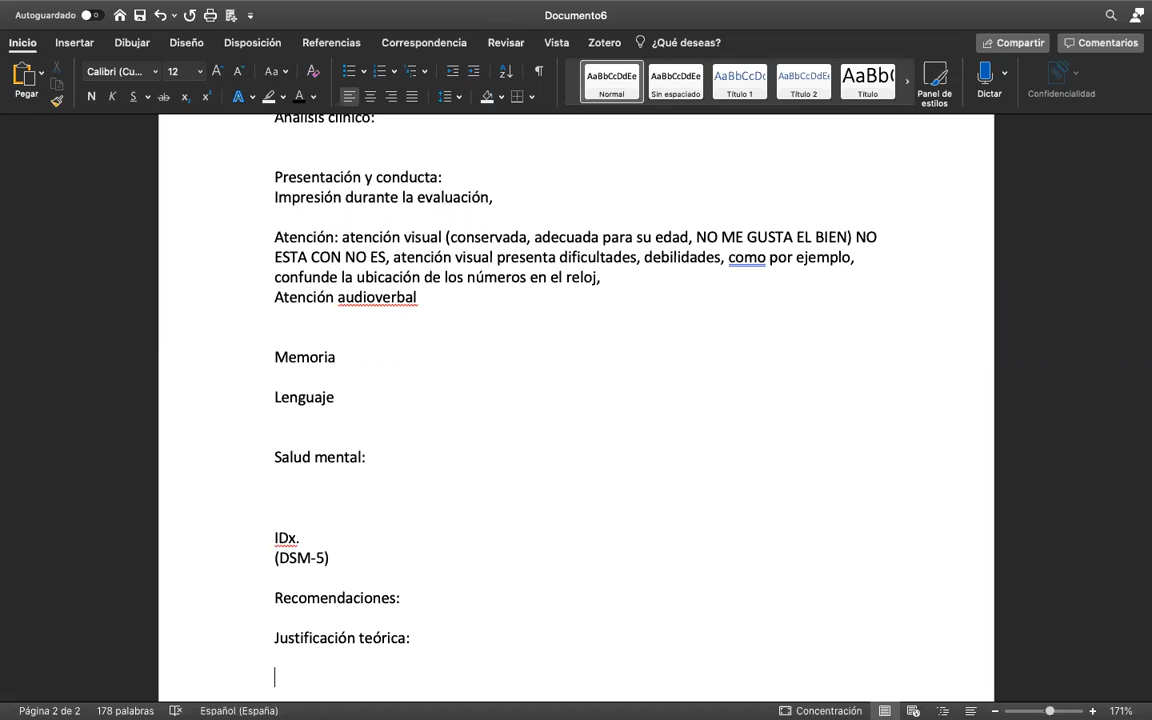 Autoguardado
Documento6
Inicio Insertar Dibujar Diseño Disposición Referencias Correspondencia Revisar Vista Zotero ¿Qué deseas? Compartir Comentarios
Pegar
Calibri (Cu... 12
Aa
N K S ab x₂ x²
AaBbCcDdEe Normal
AaBbCcDdEe Sin espaciado
AaBbCcDc Título 1
AaBbCcDdEe Título 2
AaBb( Título
Panel de estilos
Dictar
Confidencialidad
Análisis clínico:
Presentación y conducta:
Impresión durante la evaluación,
Atención: atención visual (conservada, adecuada para su edad, NO ME GUSTA EL BIEN) NO
ESTA CON NO ES, atención visual presenta dificultades, debilidades, como por ejemplo,
confunde la ubicación de los números en el reloj,
Atención audioverbal
Memoria
Lenguaje
Salud mental:
IDx.
(DSM-5)
Recomendaciones:
Justificación teórica:
Página 2 de 2 178 palabras Español (España) Concentración 171%